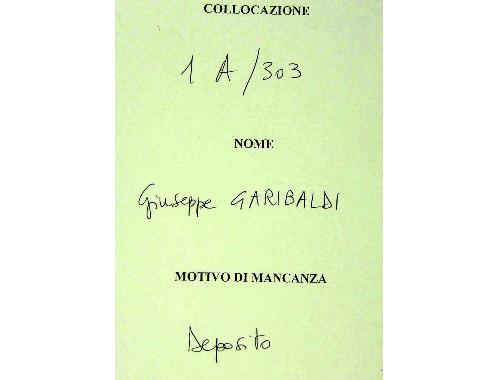 COLLOCAZIONE
1 A/303
NOME
Giuseppe GARIBALDI
MOTIVO DI MANCANZA
Deposito